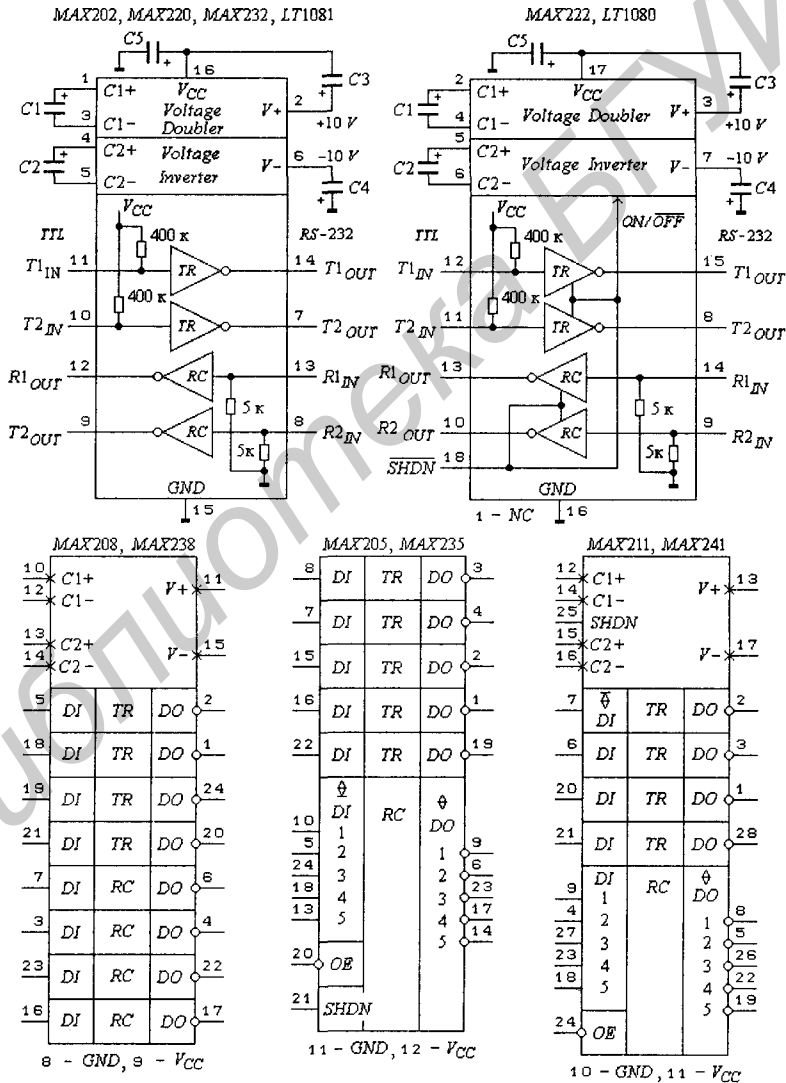 MAX202, MAX220, MAX232, LT1081
C5
+
16
VCC
1
C1+
C1
+
3
C1−
Voltage Doubler
V+
2
+
C3
+10 V
4
C2+
C2
+
5
C2−
Voltage Inverter
V−
6
−10 V
+
C4
VCC
TTL
RS-232
400 к
T1IN
11
TR
14
T1OUT
400 к
T2IN
10
TR
7
T2OUT
R1OUT
12
RC
13
R1IN
5 к
T2OUT
9
RC
8
R2IN
5к
GND
15
MAX222, LT1080
C5
+
17
VCC
2
C1+
C1
+
4
C1−
Voltage Doubler
V+
3
+
C3
+10 V
5
C2+
C2
+
6
C2−
Voltage Inverter
V−
7
−10 V
+
C4
VCC
ON/OFF
TTL
RS-232
400 к
T1IN
12
TR
15
T1OUT
400 к
T2IN
11
TR
8
T2OUT
R1OUT
13
RC
14
R1IN
5 к
R2OUT
10
RC
9
R2IN
5к
SHDN
18
GND
16
1 - NC
MAX208, MAX238
10
C1+
V+
11
12
C1−
13
C2+
V−
15
14
C2−
5 DI TR DO 2
18 DI TR DO 1
19 DI TR DO 24
21 DI TR DO 20
7 DI RC DO 6
3 DI RC DO 4
23 DI RC DO 22
16 DI RC DO 17
8 - GND, 9 - VCC
MAX205, MAX235
8 DI TR DO 3
7 DI TR DO 4
15 DI TR DO 2
16 DI TR DO 1
22 DI TR DO 19
DI RC DO
10 1 1 9
5 2 2 6
24 3 3 23
18 4 4 17
13 5 5 14
20 OE
21 SHDN
11 - GND, 12 - VCC
MAX211, MAX241
12
C1+
V+
13
14
C1−
25
SHDN
15
C2+
V−
17
16
C2−
7 DI TR DO 2
6 DI TR DO 3
20 DI TR DO 1
21 DI TR DO 28
DI RC DO
9 1 1 8
4 2 2 5
27 3 3 26
23 4 4 22
18 5 5 19
24 OE
10 - GND, 11 - VCC
библиотека БГУИ